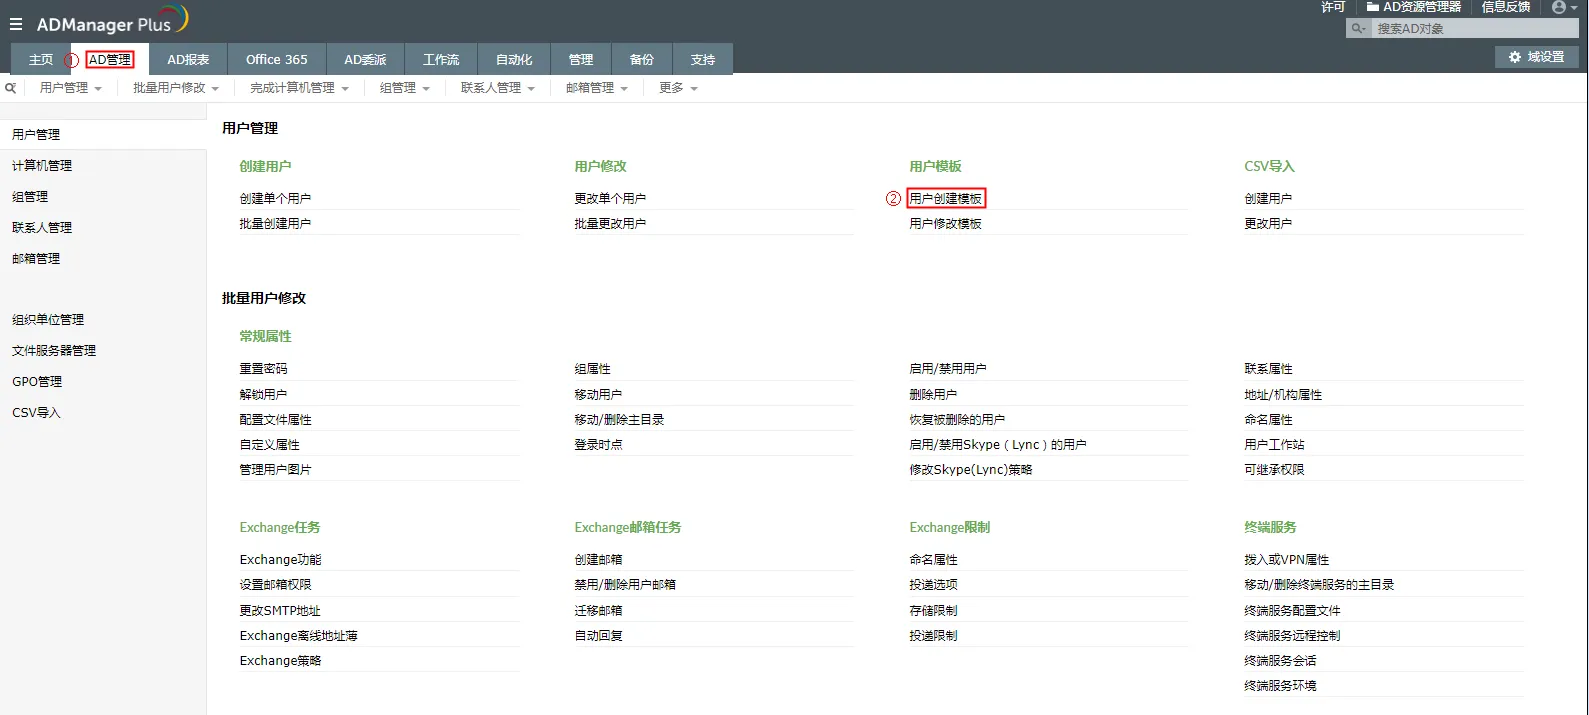 许可 AD资源管理器 信息反馈
ADManager Plus
搜索AD对象
主页 ① AD管理 AD报表 Office 365 AD委派 工作流 自动化 管理 备份 支持 域设置
用户管理 批量用户修改 完成计算机管理 组管理 联系人管理 邮箱管理 更多
用户管理
计算机管理
组管理
联系人管理
邮箱管理
组织单位管理
文件服务器管理
GPO管理
CSV导入
用户管理
创建用户 用户修改 用户模板 CSV导入
创建单个用户 更改单个用户 ② 用户创建模板 创建用户
批量创建用户 批量更改用户 用户修改模板 更改用户
批量用户修改
常规属性
重置密码 组属性 启用/禁用用户 联系属性
解锁用户 移动用户 删除用户 地址/机构属性
配置文件属性 移动/删除主目录 恢复被删除的用户 命名属性
自定义属性 登录时点 启用/禁用Skype（Lync）的用户 用户工作站
管理用户图片 修改Skype(Lync)策略 可继承权限
Exchange任务 Exchange邮箱任务 Exchange限制 终端服务
Exchange功能 创建邮箱 命名属性 拨入或VPN属性
设置邮箱权限 禁用/删除用户邮箱 投递选项 移动/删除终端服务的主目录
更改SMTP地址 迁移邮箱 存储限制 终端服务配置文件
Exchange离线地址薄 自动回复 投递限制 终端服务远程控制
Exchange策略 终端服务会话
终端服务环境